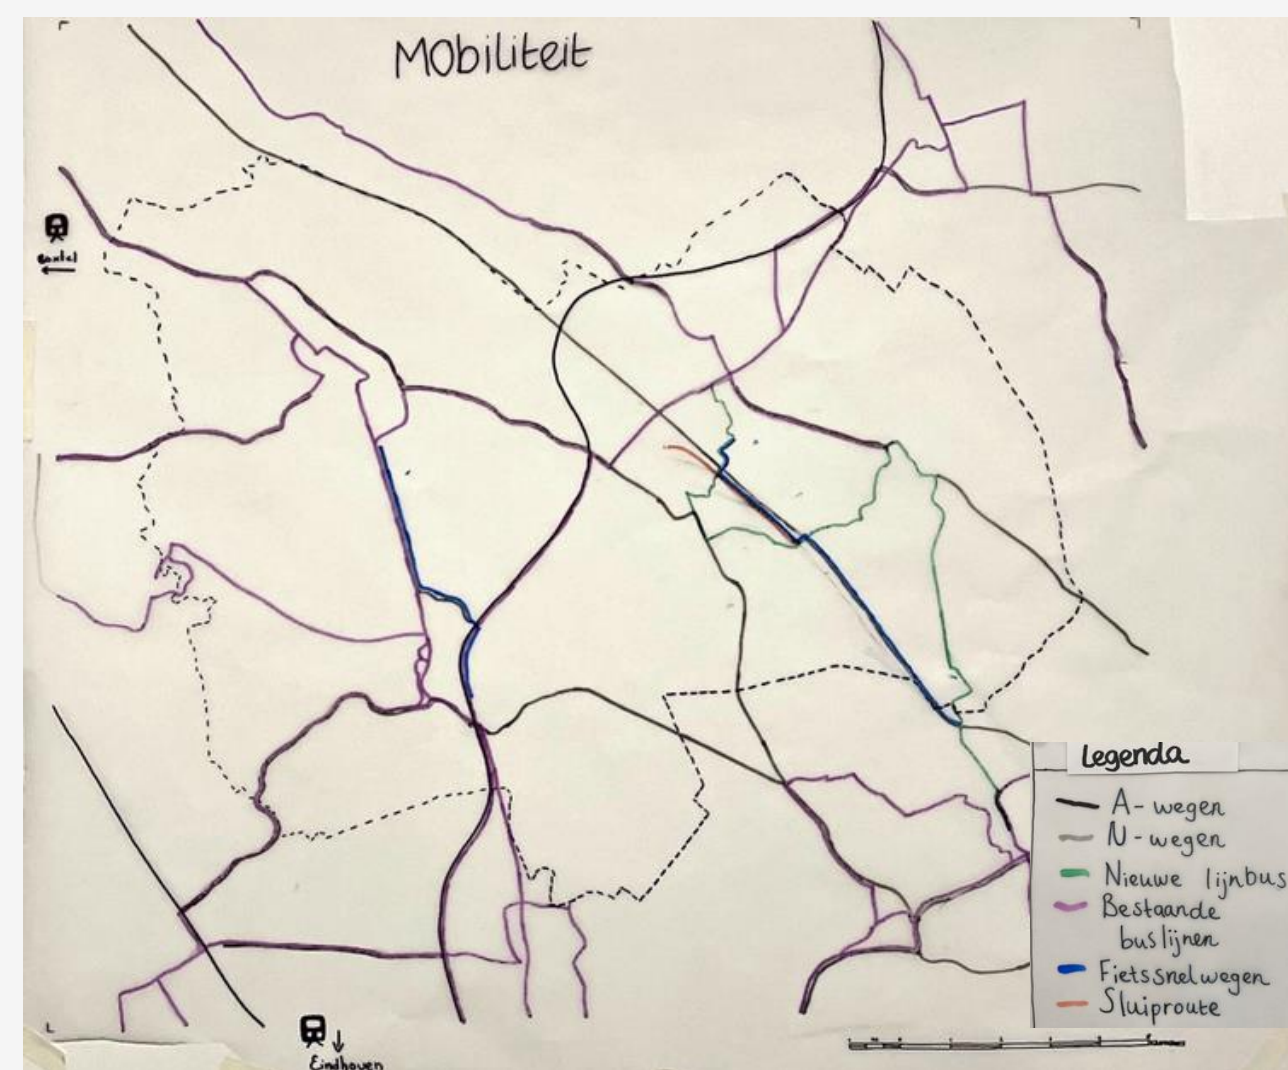 MObiliteit
Boxtel
Legenda
A-wegen
N-wegen
Nieuwe lijnbus
Bestaande
buslijnen
Fietssnelwegen
Sluiproute
Eindhoven